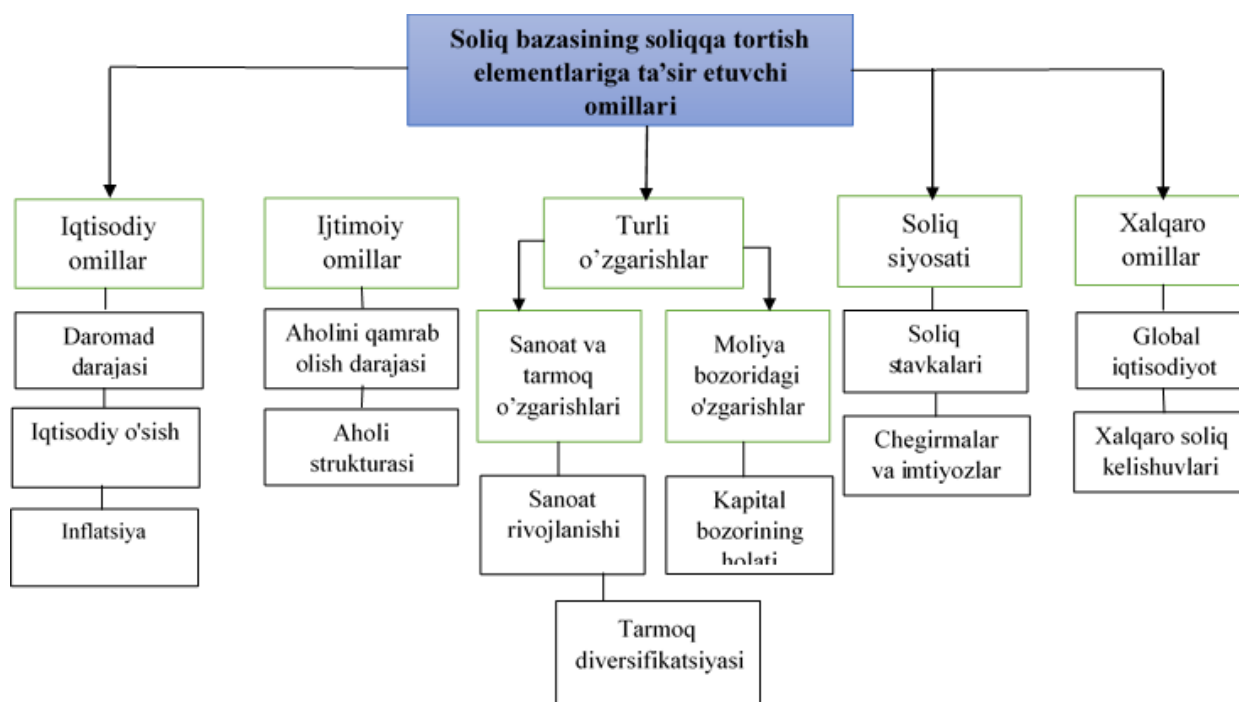 Soliq bazasining soliqqa tortish
elementlariga ta’sir etuvchi
omillari
Iqtisodiy
omillar
Ijtimoiy
omillar
Turli
o’zgarishlar
Soliq
siyosati
Xalqaro
omillar
Daromad
darajasi
Iqtisodiy o'sish
Inflatsiya
Aholini qamrab
olish darajasi
Aholi
strukturasi
Sanoat va
tarmoq
o’zgarishlari
Sanoat
rivojlanishi
Tarmoq
diversifikatsiyasi
Moliya
bozoridagi
o'zgarishlar
Kapital
bozorining
holati
Soliq
stavkalari
Chegirmalar
va imtiyozlar
Global
iqtisodiyot
Xalqaro soliq
kelishuvlari